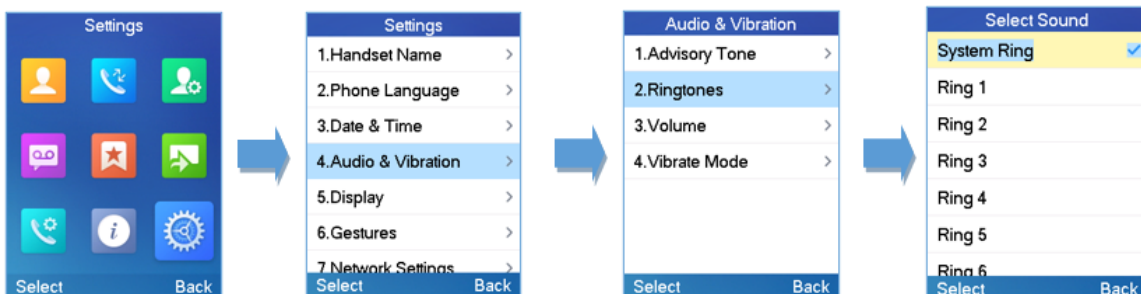 Settings
Select Back
Settings
1.Handset Name
2.Phone Language
3.Date & Time
4.Audio & Vibration
5.Display
6.Gestures
7.Network Settings
Select Back
Audio & Vibration
1.Advisory Tone
2.Ringtones
3.Volume
4.Vibrate Mode
Select Back
Select Sound
System Ring
Ring 1
Ring 2
Ring 3
Ring 4
Ring 5
Ring 6
Select Back